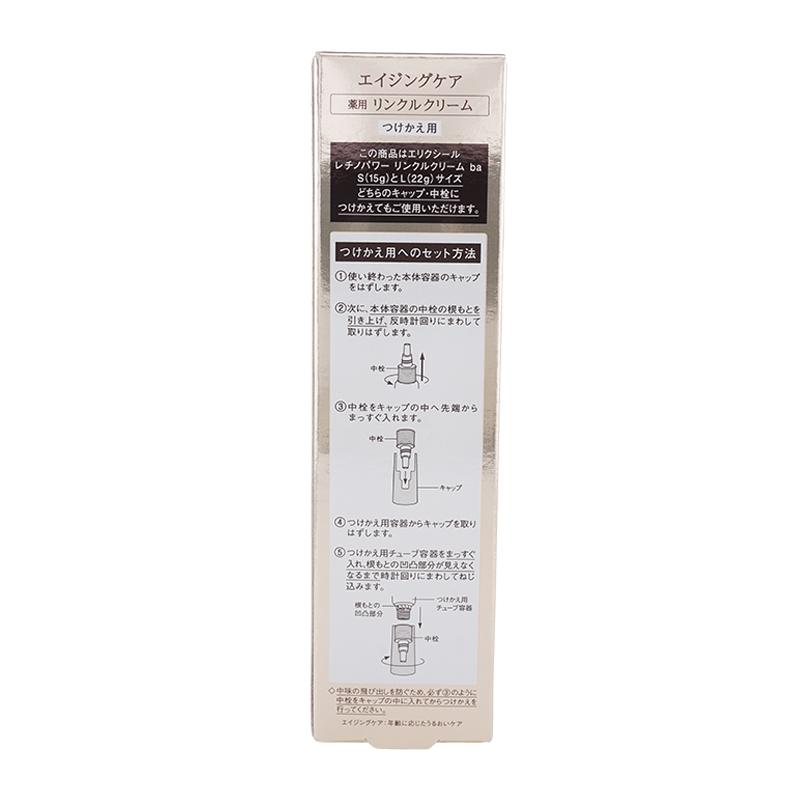 エイジングケア
薬用 リンクルクリーム
つけかえ用
この商品はエリクシール
レチノパワー リンクルクリーム ba
S(15g)とL(22g)サイズ
どちらのキャップ・中栓に
つけかえてもご使用いただけます。
つけかえ用へのセット方法
①使い終わった本体容器のキャップ
をはずします。
②次に、本体容器の中栓の根もとを
引き上げ、反時計回りにまわして
取りはずします。
中栓
③中栓をキャップの中へ先端から
まっすぐ入れます。
中栓
キャップ
④つけかえ用容器からキャップを取り
はずします。
⑤つけかえ用チューブ容器をまっすぐ
入れ、根もとの凹凸部分が見えなく
なるまで時計回りにまわしてねじ
込みます。
根もとの
凹凸部分
つけかえ用
チューブ容器
中栓
◇中味の飛び出しを防ぐため、必ず③のように
中栓をキャップの中に入れてからつけかえを
行ってください。
エイジングケア:年齢に応じたうるおいケア